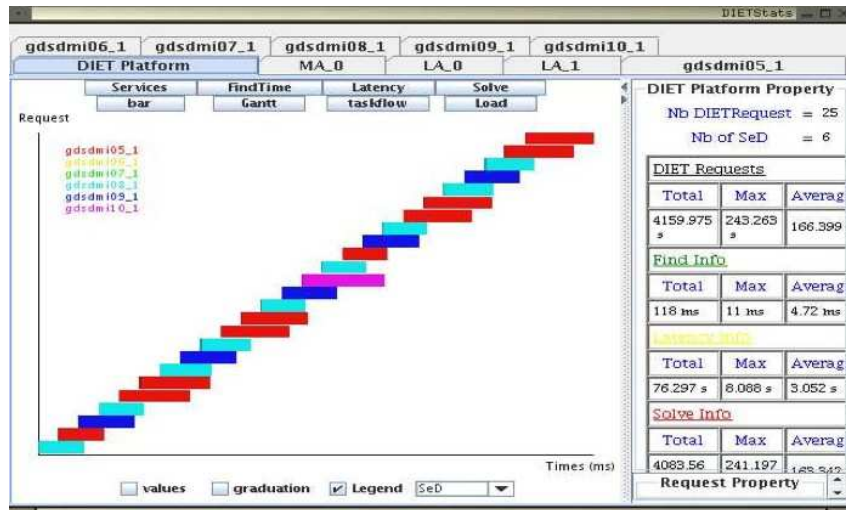 DIETStats
gdsdmi06_1 gdsdmi07_1 gdsdmi08_1 gdsdmi09_1 gdsdmi10_1
DIET Platform MA_0 LA_0 LA_1 gdsdmi05_1
Services FindTime Latency Solve
bar Gantt taskflow Load
Request
gdsdmi05_1
gdsdmi06_1
gdsdmi07_1
gdsdmi08_1
gdsdmi09_1
gdsdmi10_1
Times (ms)
values graduation Legend SeD
DIET Platform Property
Nb DIETRequest = 25
Nb of SeD = 6
DIET Requests
Total Max Averag
4159.975 s 243.263 s 166.399
Find Info
Total Max Averag
118 ms 11 ms 4.72 ms
Latency Info
Total Max Averag
76.297 s 8.088 s 3.052 s
Solve Info
Total Max Averag
4083.56 241.197
Request Property